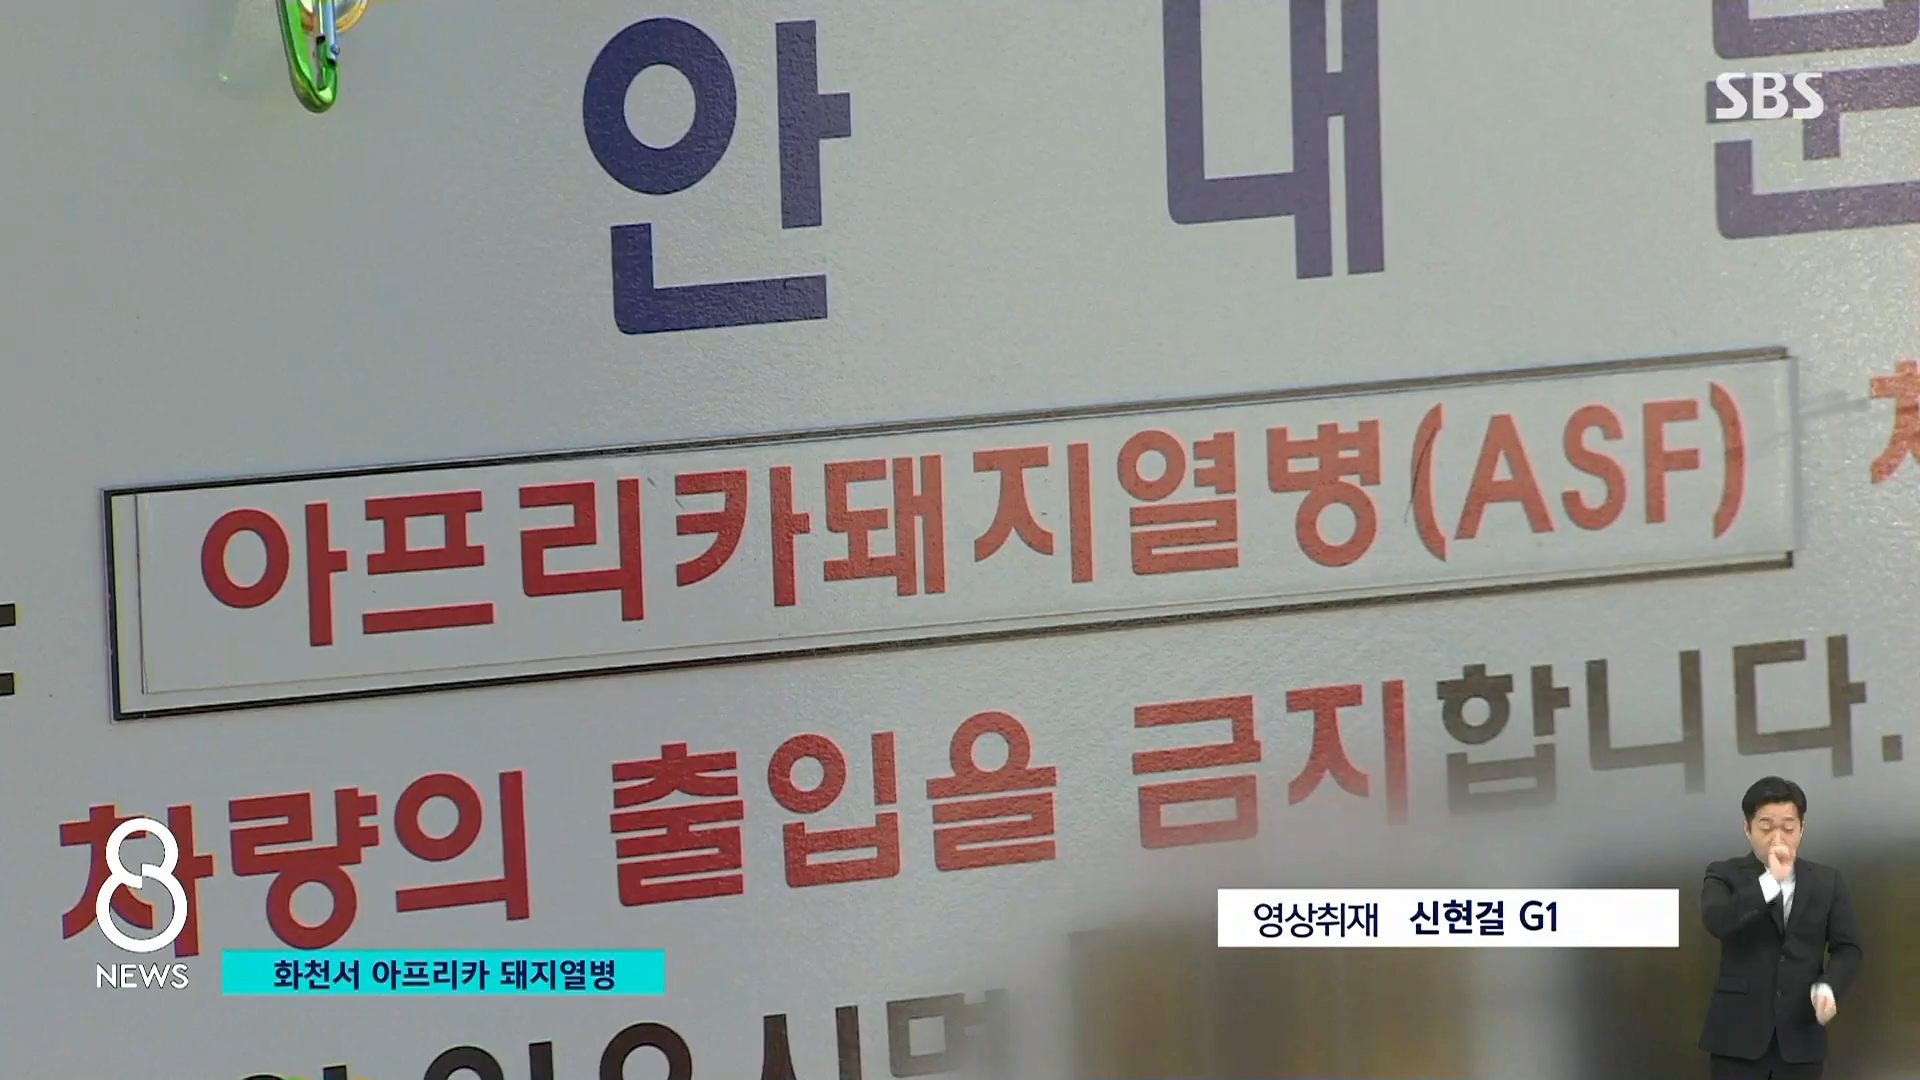 안 내 문
SBS
아프리카돼지열병(ASF)
차량의 출입을 금지합니다.
8
NEWS
화천서 아프리카 돼지열병
영상취재 신현걸 G1